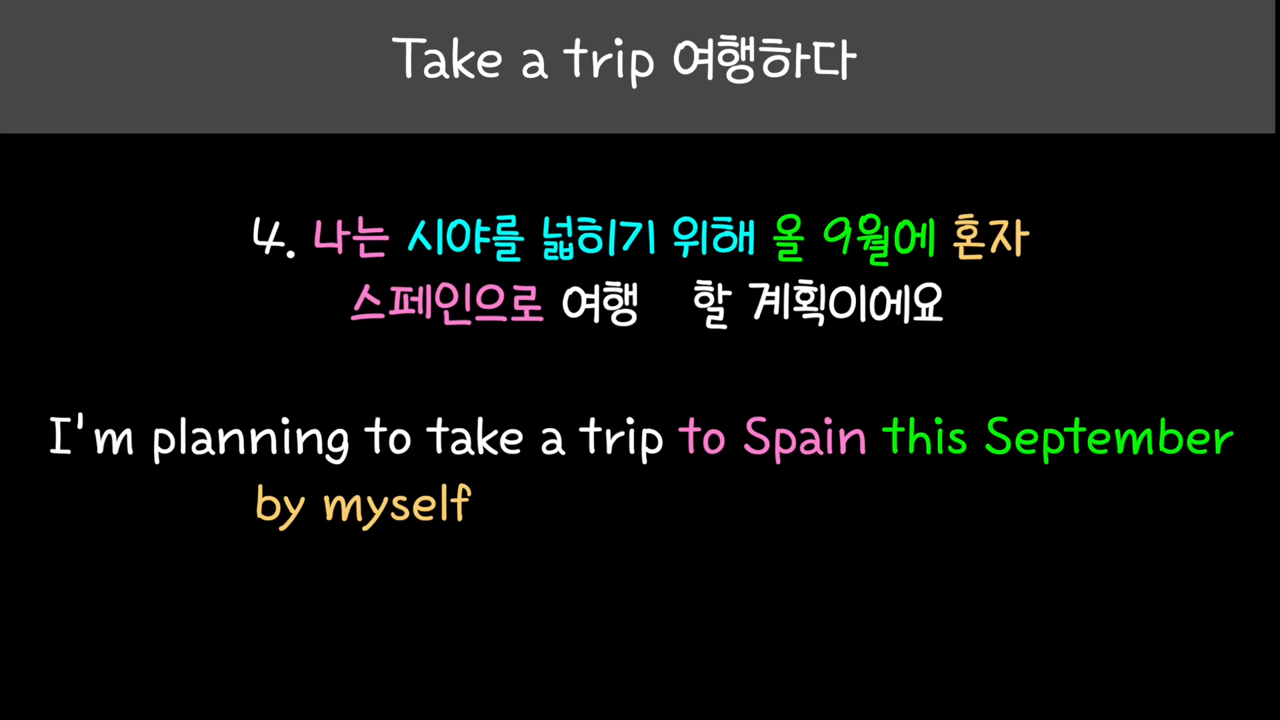 Take a trip 여행하다
4. 나는 시야를 넓히기 위해 올 9월에 혼자
스페인으로 여행 할 계획이에요
I'm planning to take a trip to Spain this September
by myself